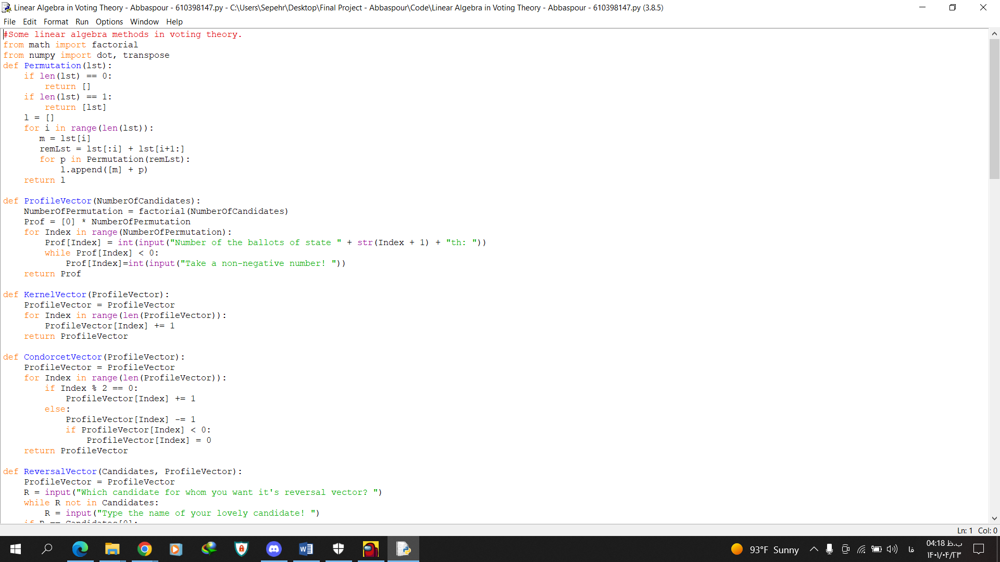 Linear Algebra in Voting Theory - Abbaspour - 610398147.py - C:\Users\Sepehr\Desktop\Final Project - Abbaspour\Code\Linear Algebra in Voting Theory - Abbaspour - 610398147.py (3.8.5)
File Edit Format Run Options Window Help
#Some linear algebra methods in voting theory.
from math import factorial
from numpy import dot, transpose
def Permutation(lst):
    if len(lst) == 0:
        return []
    if len(lst) == 1:
        return [lst]
    l = []
    for i in range(len(lst)):
       m = lst[i]
       remLst = lst[:i] + lst[i+1:]
       for p in Permutation(remLst):
           l.append([m] + p)
    return l
def ProfileVector(NumberOfCandidates):
    NumberOfPermutation = factorial(NumberOfCandidates)
    Prof = [0] * NumberOfPermutation
    for Index in range(NumberOfPermutation):
        Prof[Index] = int(input("Number of the ballots of state " + str(Index + 1) + "th: "))
        while Prof[Index] < 0:
            Prof[Index]=int(input("Take a non-negative number! "))
    return Prof
def KernelVector(ProfileVector):
    ProfileVector = ProfileVector
    for Index in range(len(ProfileVector)):
        ProfileVector[Index] += 1
    return ProfileVector
def CondorcetVector(ProfileVector):
    ProfileVector = ProfileVector
    for Index in range(len(ProfileVector)):
        if Index % 2 == 0:
            ProfileVector[Index] += 1
        else:
            ProfileVector[Index] -= 1
            if ProfileVector[Index] < 0:
                ProfileVector[Index] = 0
    return ProfileVector
def ReversalVector(Candidates, ProfileVector):
    ProfileVector = ProfileVector
    R = input("Which candidate for whom you want it's reversal vector? ")
    while R not in Candidates:
        R = input("Type the name of your lovely candidate! ")
    if R == Candidates[0]:
Ln: 1 Col: 0
93°F Sunny
فا
04:18 ب.ظ
۱۴۰۱/۰۴/۲۳